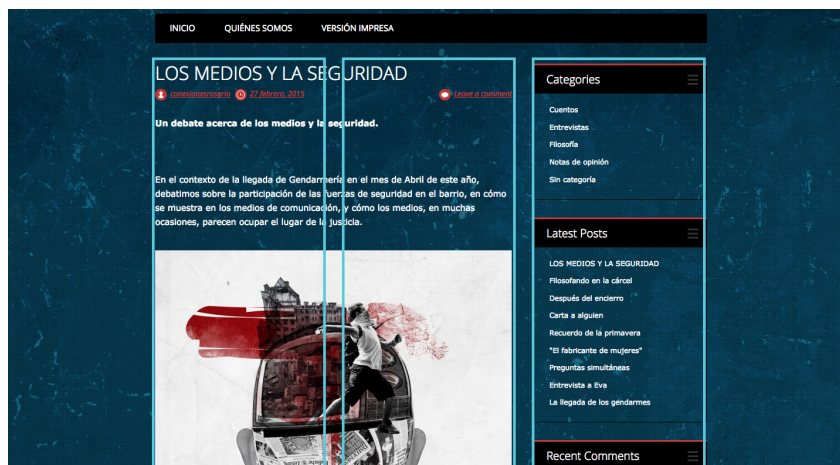 INICIO QUIÉNES SOMOS VERSIÓN IMPRESA
LOS MEDIOS Y LA SEGURIDAD
conexionesrosario 27 febrero, 2015 Leave a comment
Un debate acerca de los medios y la seguridad.
En el contexto de la llegada de Gendarmería en el mes de Abril de este año,
debatimos sobre la participación de las fuerzas de seguridad en el barrio, en cómo
se muestra en los medios de comunicación, y cómo los medios, en muchas
ocasiones, parecen ocupar el lugar de la justicia.
Categories
Cuentos
Entrevistas
Filosofía
Notas de opinión
Sin categoría
Latest Posts
LOS MEDIOS Y LA SEGURIDAD
Filosofando en la cárcel
Después del encierro
Carta a alguien
Recuerdo de la primavera
"El fabricante de mujeres"
Preguntas simultáneas
Entrevista a Eva
La llegada de los gendarmes
Recent Comments